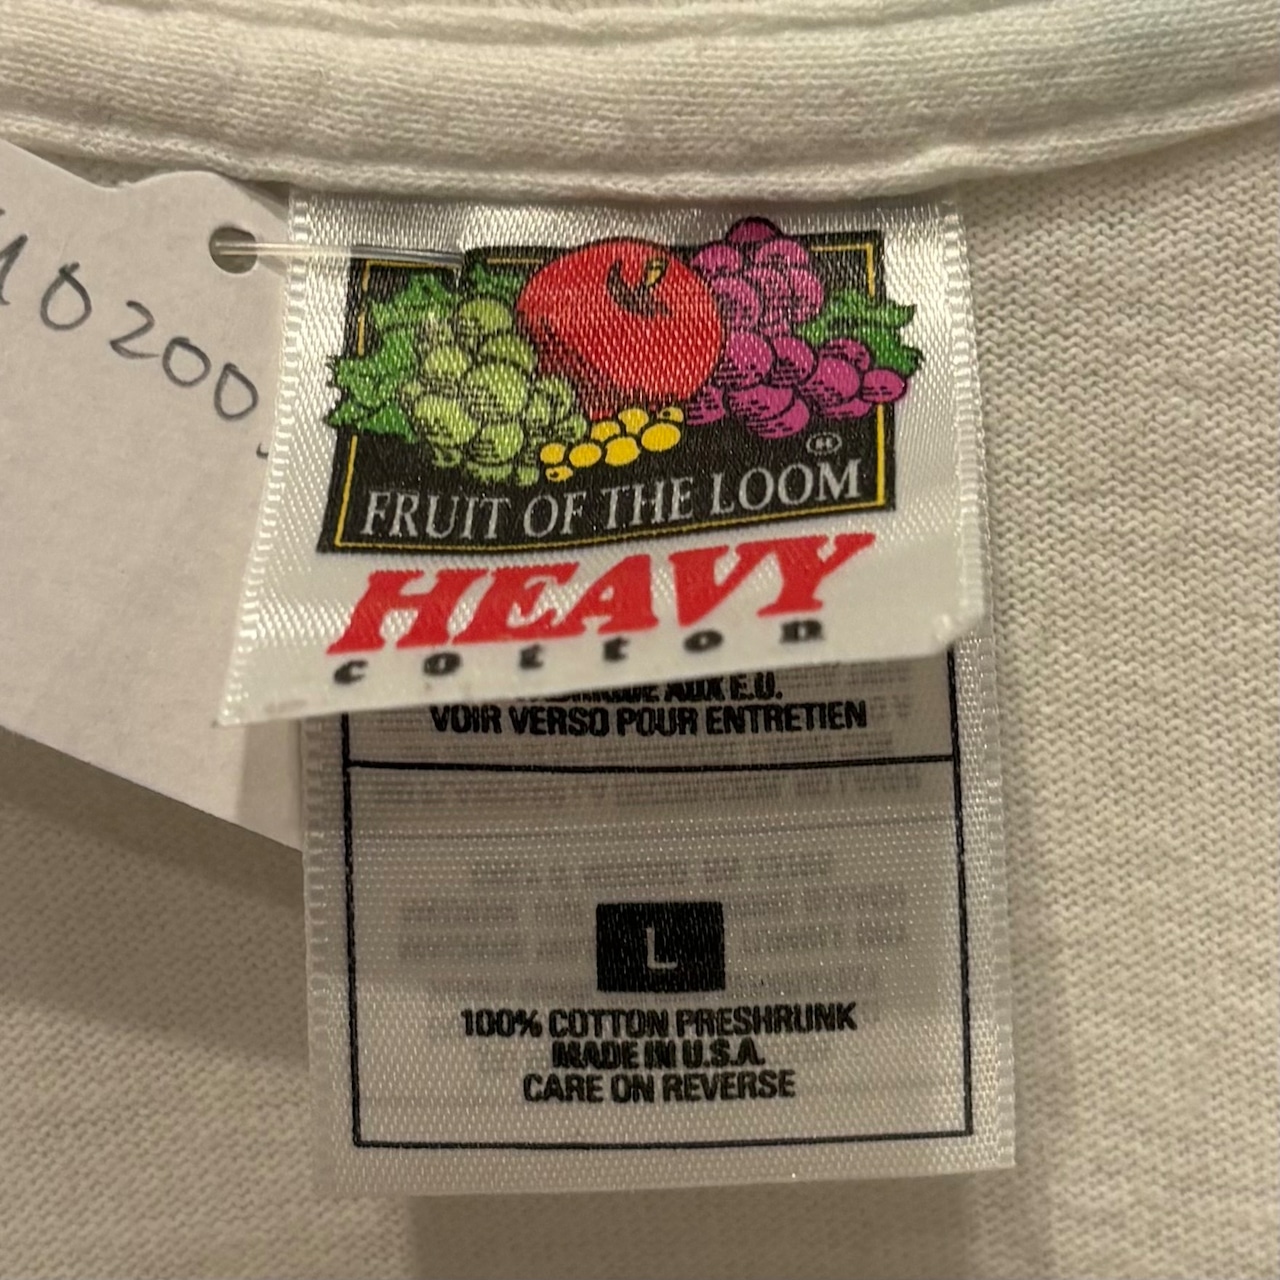 10200
FRUIT OF THE LOOM
®
HEAVY
cotton
AUX E.U.
VOIR VERSO POUR ENTRETIEN
L
100% COTTON PRESHRUNK
MADE IN U.S.A.
CARE ON REVERSE